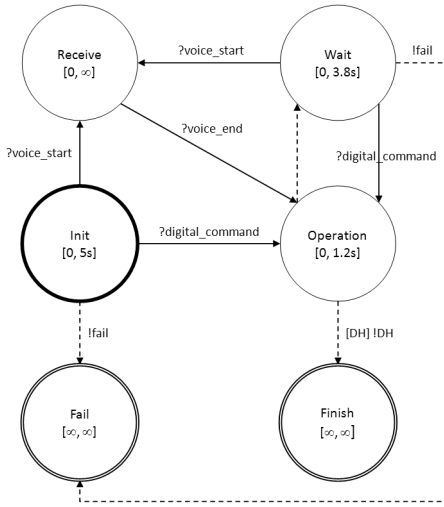 Receive
[0, ∞]
?voice_start
Wait
[0, 3.8s]
!fail
?voice_end
?voice_start
?digital_command
Init
[0, 5s]
?digital_command
Operation
[0, 1.2s]
!fail
[DH] !DH
Fail
[∞, ∞]
Finish
[∞, ∞]